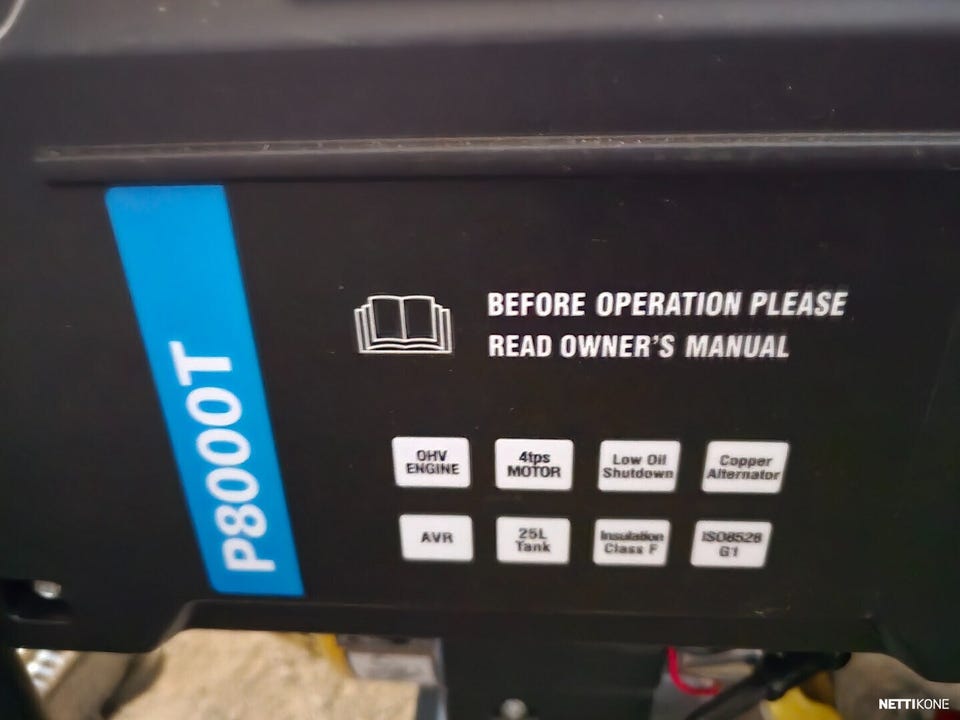 P8000T
BEFORE OPERATION PLEASE
READ OWNER'S MANUAL
OHV
ENGINE
4tps
MOTOR
Low Oil
Shutdown
Copper
Alternator
AVR
25L
Tank
Insulation
Class F
ISO8528
G1
NETTIKONE